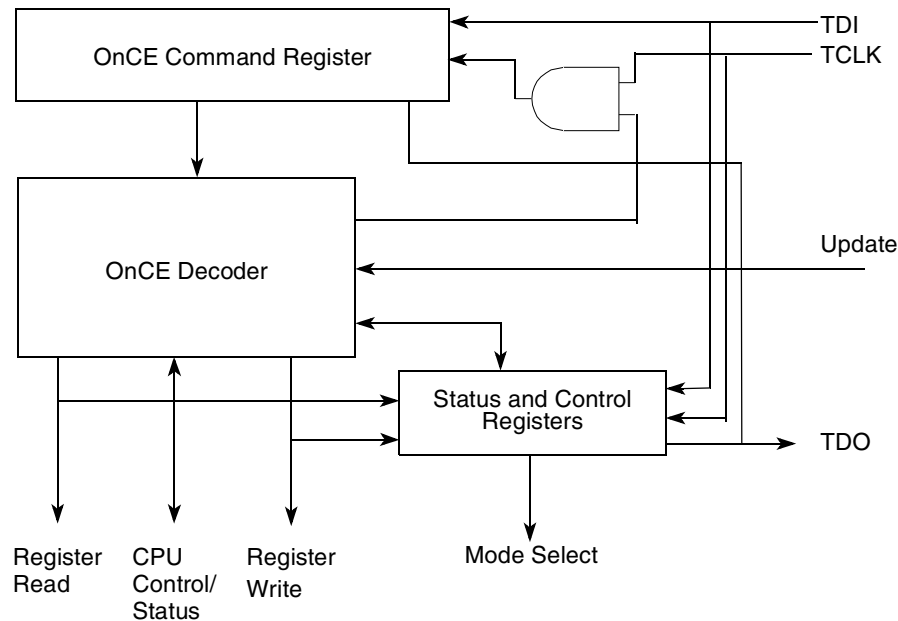 OnCE Command Register
TDI
TCLK
OnCE Decoder
Update
Status and Control
Registers
TDO
Register
Read
CPU
Control/
Status
Register
Write
Mode Select